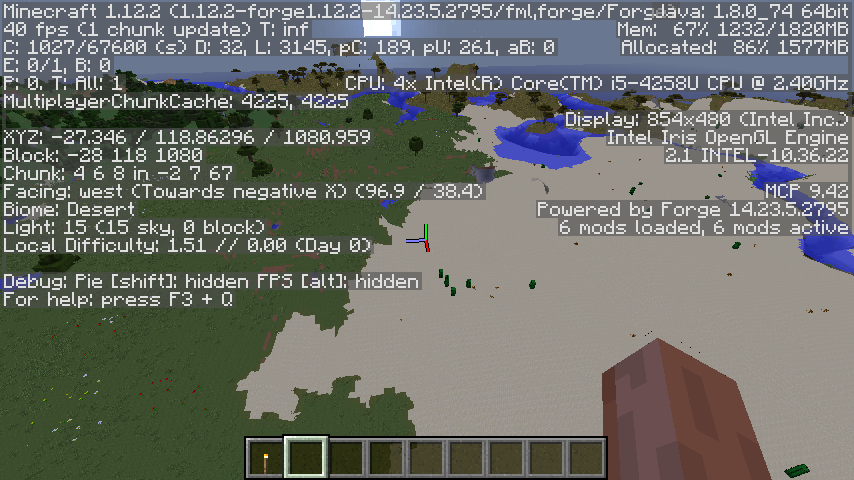 Minecraft 1.12.2 (1.12.2-forge1.12.2-14.23.5.2795/fml,forge/Forg
Java: 1.8.0_74 64bit
40 fps (1 chunk update) T: inf
Mem: 67% 1232/1820MB
C: 1027/67600 (s) D: 32, L: 3145, pC: 189, pU: 261, aB: 0
Allocated: 86% 1577MB
E: 0/1, B: 0
P: 0. T: All: 1
CPU: 4x Intel(R) Core(TM) i5-4258U CPU @ 2.40GHz
MultiplayerChunkCache: 4225, 4225
Display: 854x480 (Intel Inc.)
XYZ: -27.346 / 118.86296 / 1080.959
Intel Iris OpenGL Engine
Block: -28 118 1080
2.1 INTEL-10.36.22
Chunk: 4 6 8 in -2 7 67
Facing: west (Towards negative X) (96.9 / 38.4)
MCP 9.42
Biome: Desert
Powered by Forge 14.23.5.2795
Light: 15 (15 sky, 0 block)
6 mods loaded, 6 mods active
Local Difficulty: 1.51 // 0.00 (Day 0)
Debug: Pie [shift]: hidden FPS [alt]: hidden
For help: press F3 + Q